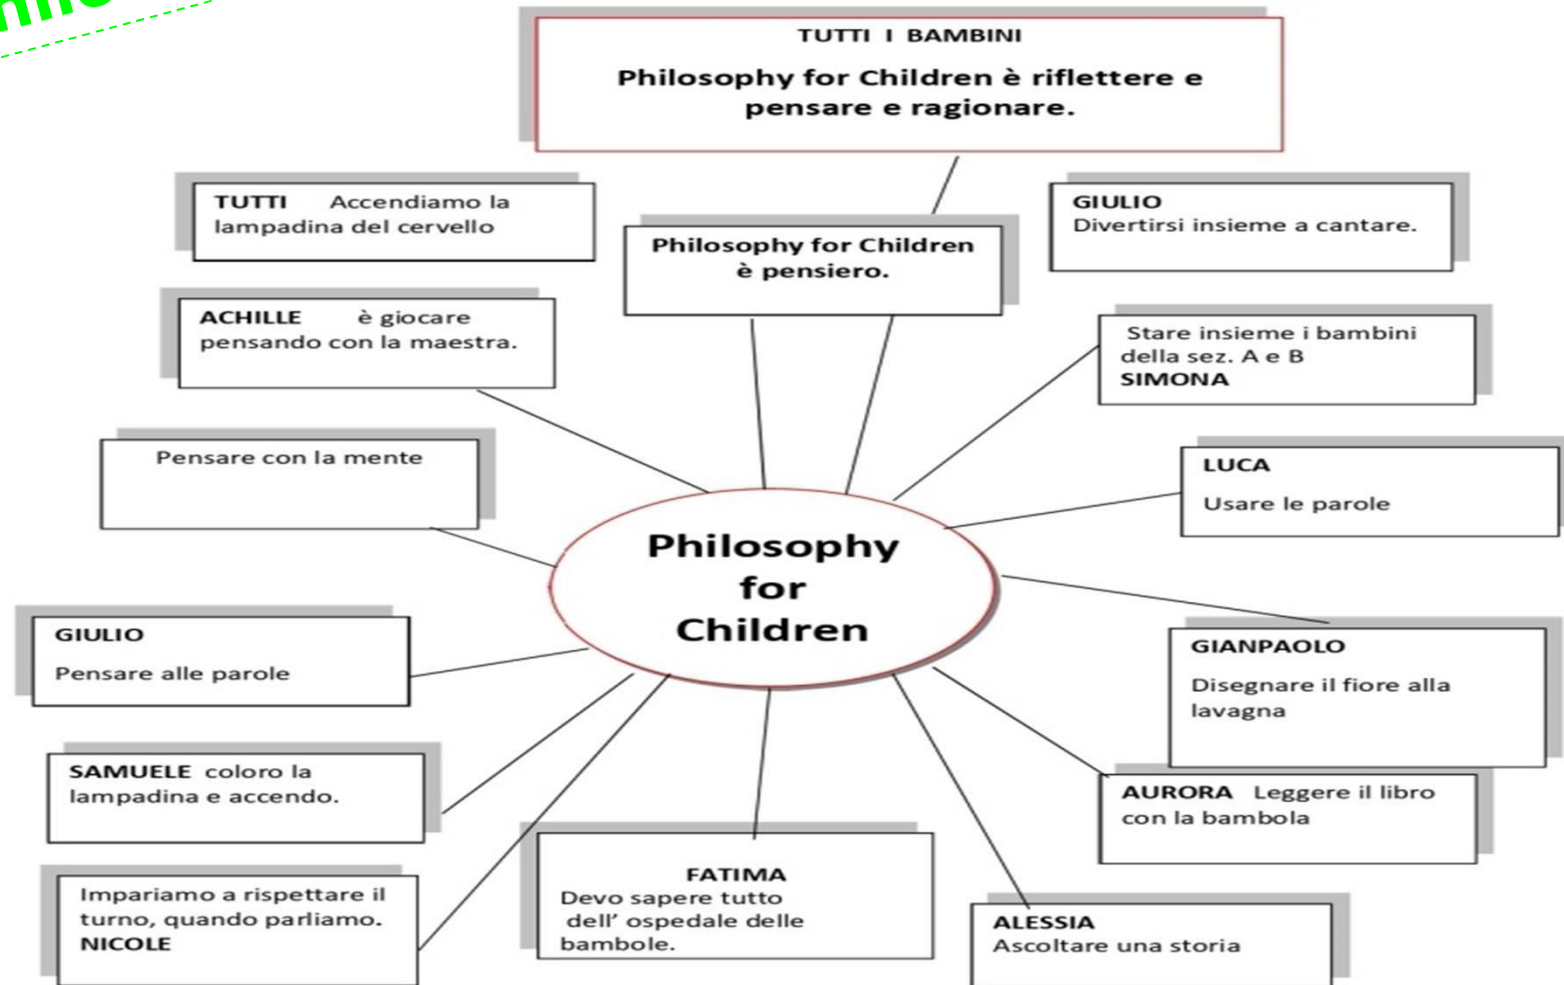 TUTTI I BAMBINI
Philosophy for Children è riflettere e
pensare e ragionare.
TUTTI Accendiamo la
lampadina del cervello
Philosophy for Children
è pensiero.
GIULIO
Divertirsi insieme a cantare.
ACHILLE è giocare
pensando con la maestra.
Stare insieme i bambini
della sez. A e B
SIMONA
Pensare con la mente
LUCA
Usare le parole
Philosophy
for
Children
GIULIO
Pensare alle parole
GIANPAOLO
Disegnare il fiore alla
lavagna
SAMUELE coloro la
lampadina e accendo.
AURORA Leggere il libro
con la bambola
Impariamo a rispettare il
turno, quando parliamo.
NICOLE
FATIMA
Devo sapere tutto
dell' ospedale delle
bambole.
ALESSIA
Ascoltare una storia